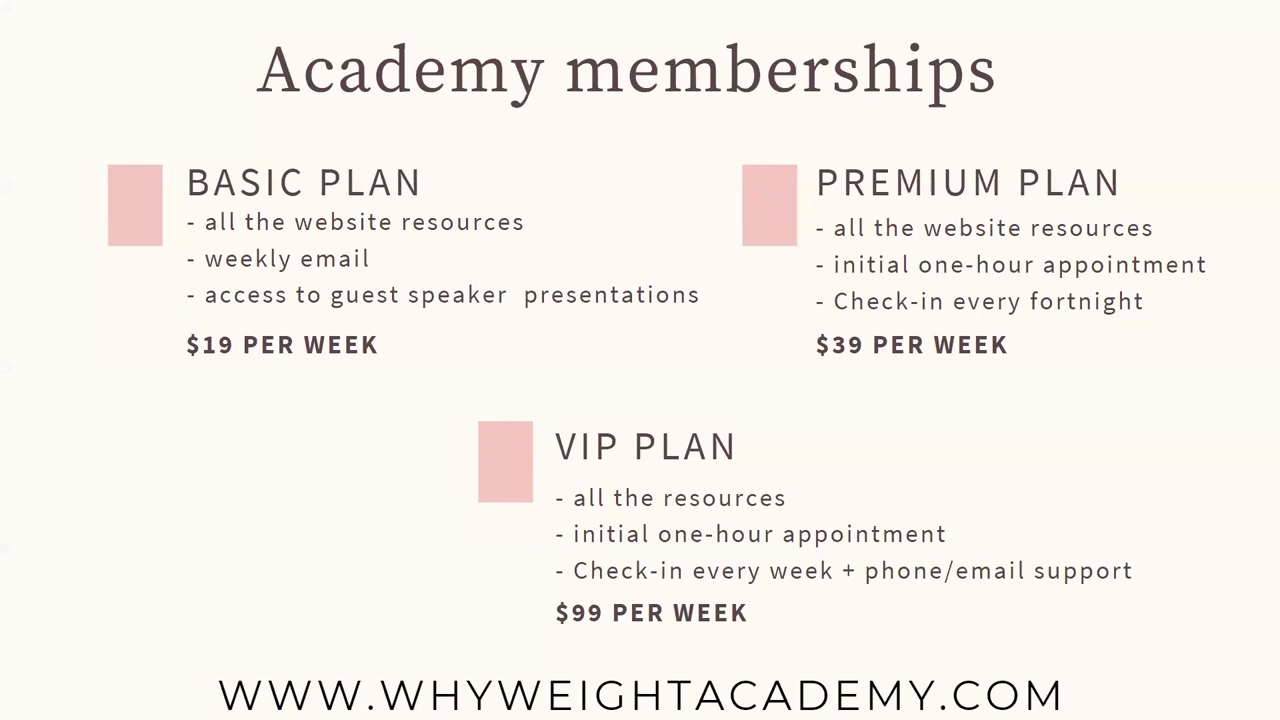 Academy memberships
BASIC PLAN
- all the website resources
- weekly email
- access to guest speaker  presentations
$19 PER WEEK
PREMIUM PLAN
- all the website resources
- initial one-hour appointment
- Check-in every fortnight
$39 PER WEEK
VIP PLAN
- all the resources
- initial one-hour appointment
- Check-in every week + phone/email support
$99 PER WEEK
WWW.WHYWEIGHTACADEMY.COM